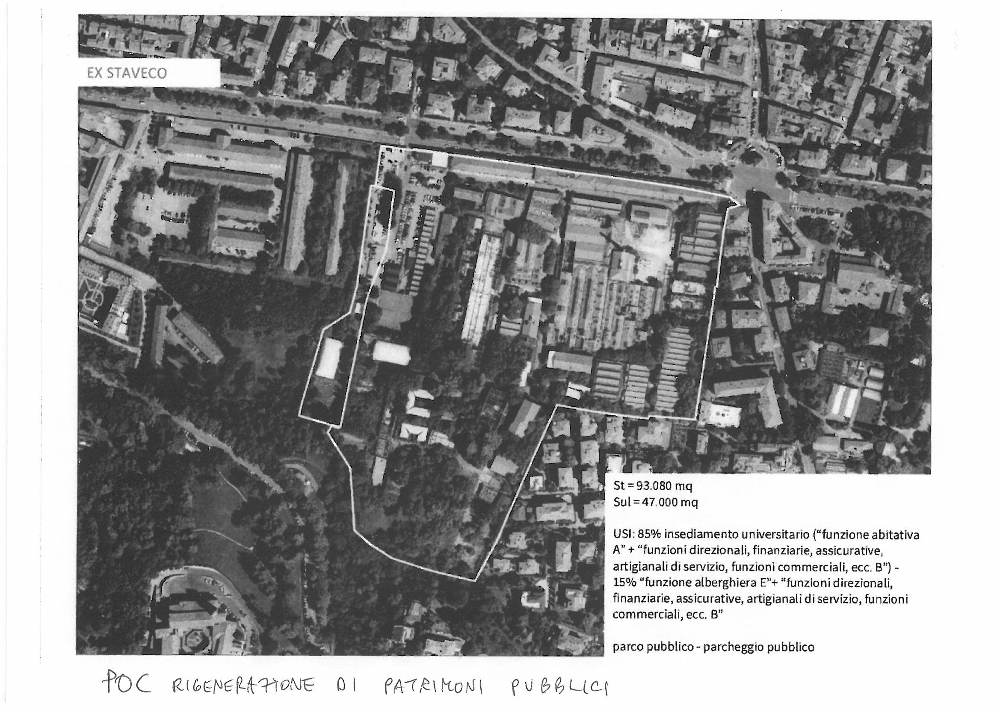 EX STAVECO
St = 93.080 mq
Sul = 47.000 mq
USI: 85% insediamento universitario (“funzione abitativa
A” + “funzioni direzionali, finanziarie, assicurative,
artigianali di servizio, funzioni commerciali, ecc. B”) -
15% “funzione alberghiera E”+ “funzioni direzionali,
finanziarie, assicurative, artigianali di servizio, funzioni
commerciali, ecc. B”
parco pubblico - parcheggio pubblico
POC RIGENERAZIONE DI PATRIMONI PUBBLICI